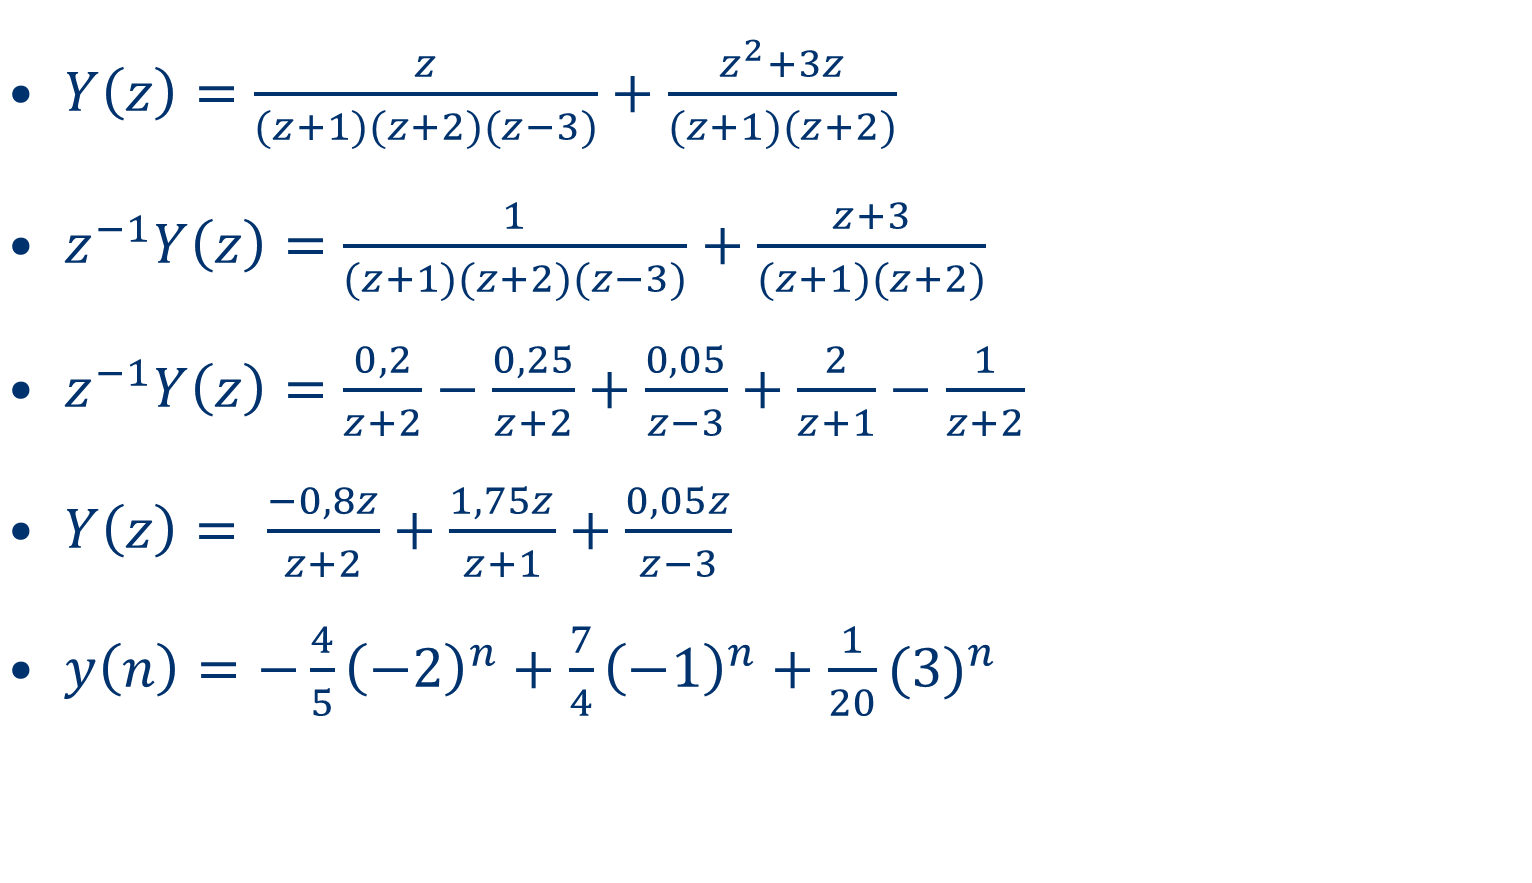 • Y(z) = z/((z+1)(z+2)(z−3)) + (z²+3z)/((z+1)(z+2))
• z⁻¹Y(z) = 1/((z+1)(z+2)(z−3)) + (z+3)/((z+1)(z+2))
• z⁻¹Y(z) = 0,2/(z+2) − 0,25/(z+2) + 0,05/(z−3) + 2/(z+1) − 1/(z+2)
• Y(z) = −0,8z/(z+2) + 1,75z/(z+1) + 0,05z/(z−3)
• y(n) = −4/5 (−2)ⁿ + 7/4 (−1)ⁿ + 1/20 (3)ⁿ